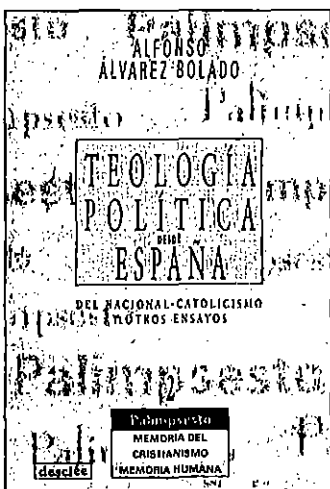 ALFONSO
ÁLVAREZ BOLADO
TEOLOGÍA
POLÍTICA
DESDE
ESPAÑA
DEL NACIONAL-CATOLICISMO
Y OTROS ENSAYOS
2
Palimpsesto
Palimpsesto
MEMORIA DEL
CRISTIANISMO
MEMORIA HUMANA
desclée